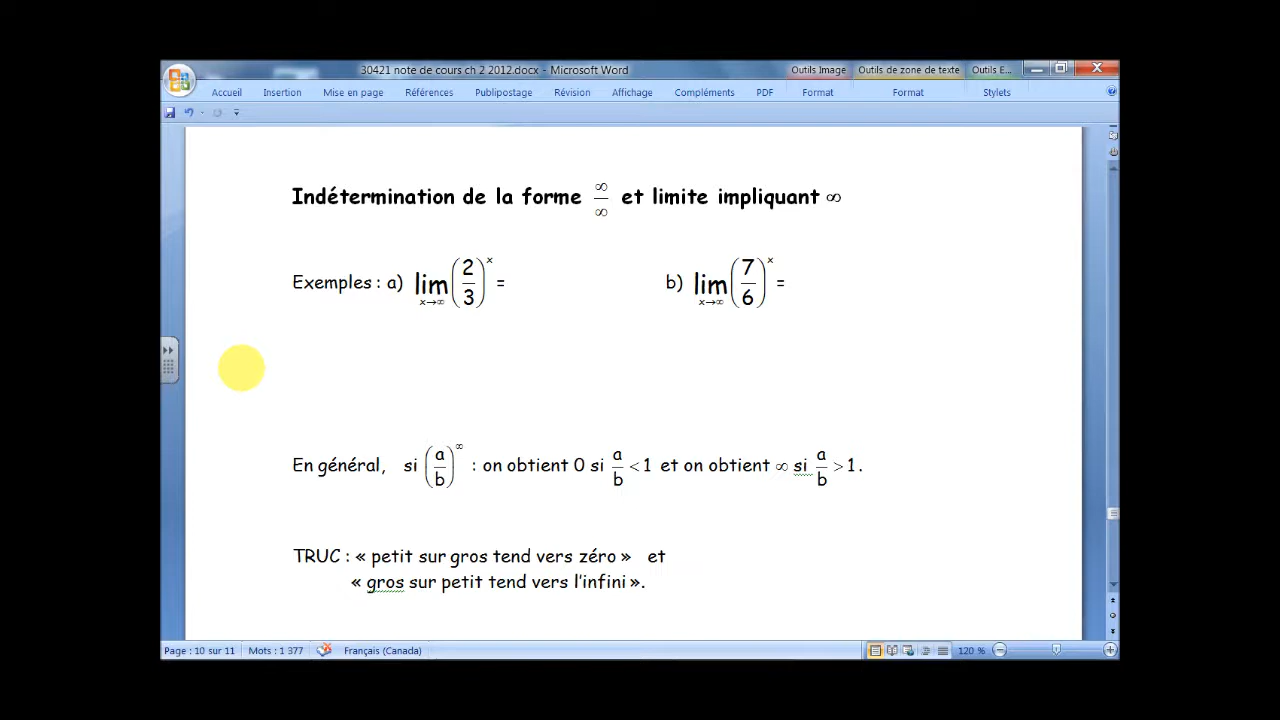 30421 note de cours ch 2 2012.docx - Microsoft Word
Outils Image
Outils de zone de texte
Outils E...
Accueil
Insertion
Mise en page
Références
Publipostage
Révision
Affichage
Compléments
PDF
Format
Format
Stylets
Indétermination de la forme ∞/∞ et limite impliquant ∞
Exemples : a) lim x→∞ (2/3)^x =
b) lim x→∞ (7/6)^x =
En général, si (a/b)^∞ : on obtient 0 si a/b < 1 et on obtient ∞ si a/b > 1.
TRUC : « petit sur gros tend vers zéro » et
« gros sur petit tend vers l'infini ».
Page : 10 sur 11
Mots : 1 377
Français (Canada)
120 %